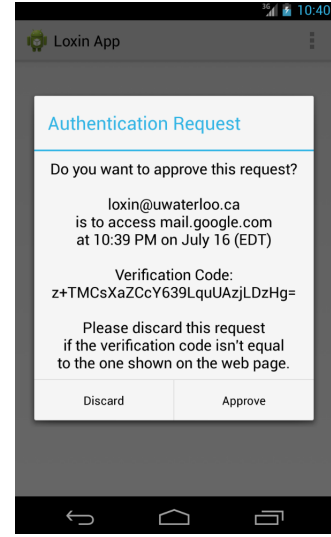 3G 10:40
Loxin App
Authentication Request
Do you want to approve this request?
loxin@uwaterloo.ca
is to access mail.google.com
at 10:39 PM on July 16 (EDT)
Verification Code:
z+TMCsXaZCcY639LquUAzjLDzHg=
Please discard this request
if the verification code isn't equal
to the one shown on the web page.
Discard Approve